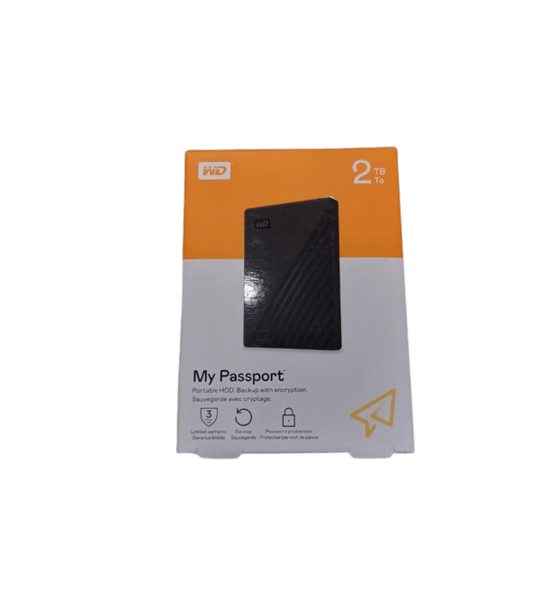 WD
2 TB
To
WD
My Passport™
Portable HDD. Backup with encryption.
Sauvegarde avec cryptage.
3
Limited warranty
Garantie limitée
Backup
Sauvegarde
Password protection
Protection par mot de passe